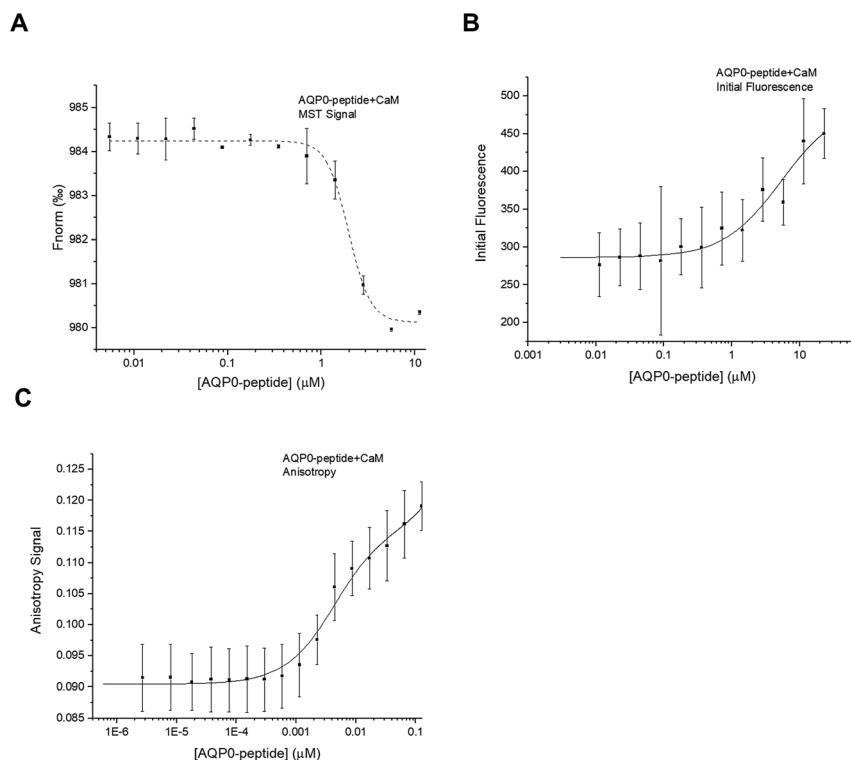 A
AQP0-peptide+CaM
MST Signal
985
984
983
982
981
980
Fnorm (‰)
0.01
0.1
1
10
[AQP0-peptide] (μM)
B
AQP0-peptide+CaM
Initial Fluorescence
500
450
400
350
300
250
200
Initial Fluorescence
0.001
0.01
0.1
1
10
[AQP0-peptide] (μM)
C
AQP0-peptide+CaM
Anisotropy
0.125
0.120
0.115
0.110
0.105
0.100
0.095
0.090
0.085
Anisotropy Signal
1E-6
1E-5
1E-4
0.001
0.01
0.1
[AQP0-peptide] (μM)